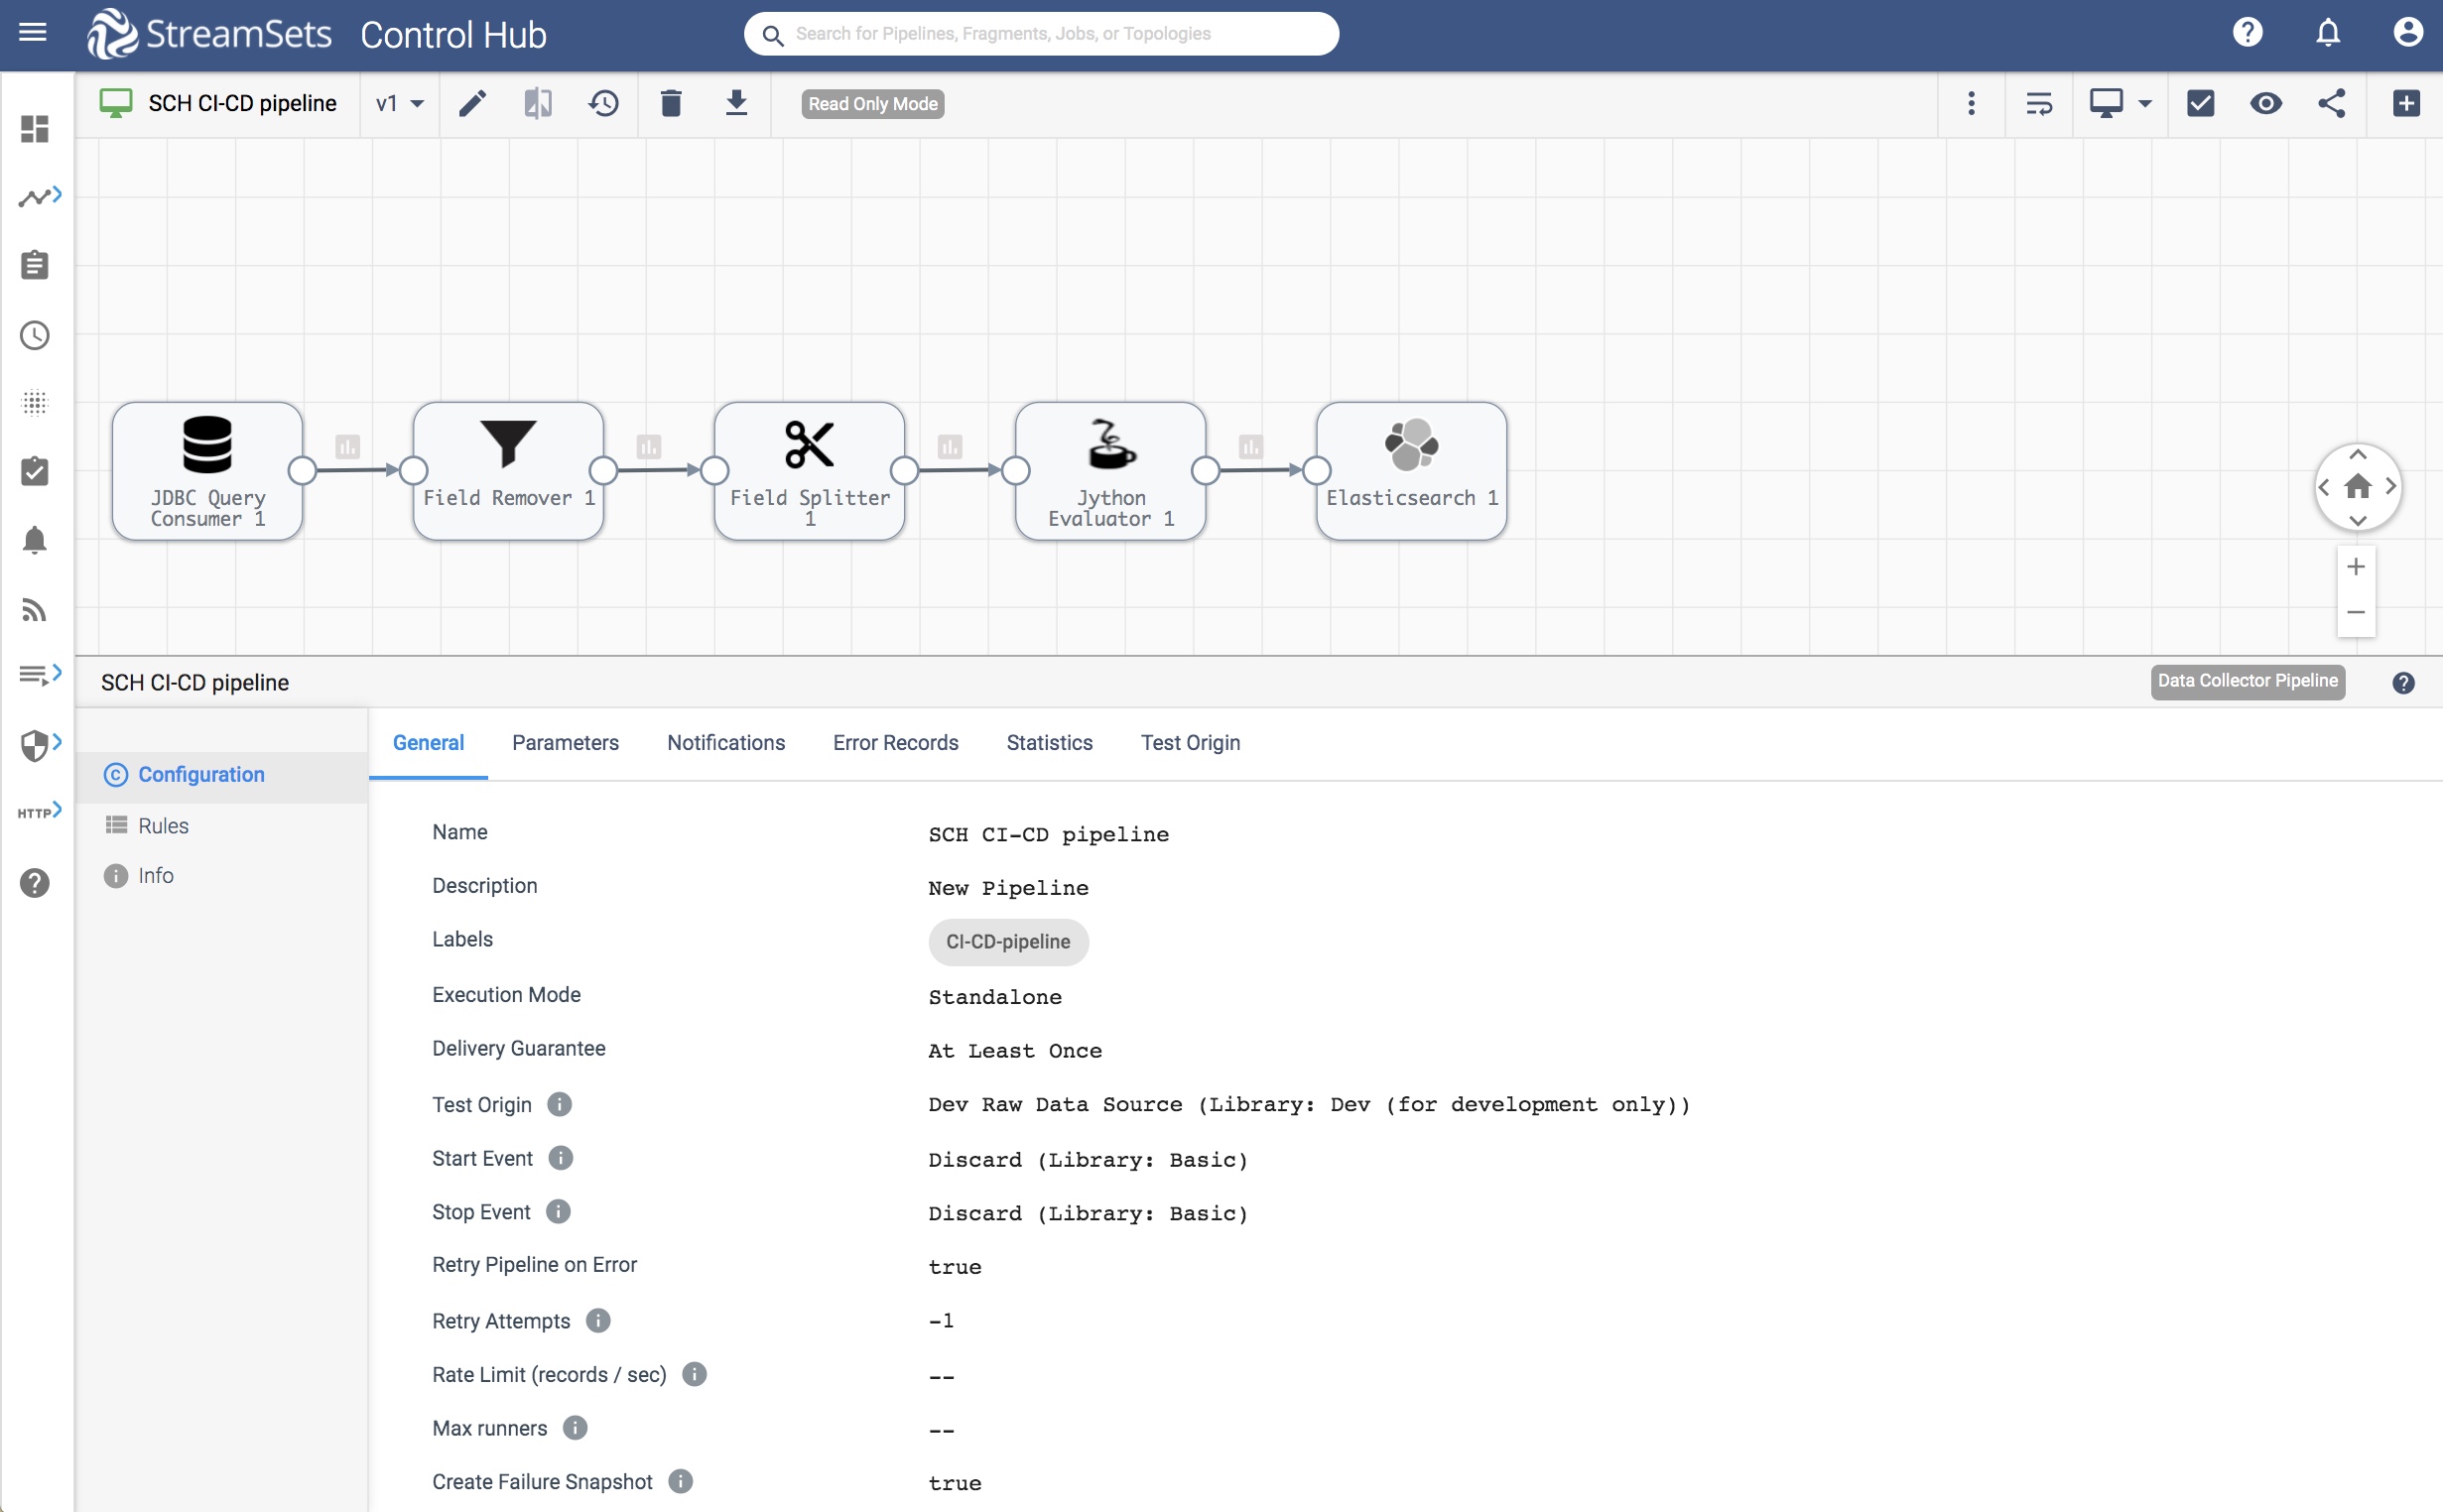 StreamSets Control Hub
Search for Pipelines, Fragments, Jobs, or Topologies
SCH CI-CD pipeline
v1
Read Only Mode
JDBC Query
Consumer 1
Field Remover 1
Field Splitter
1
Jython
Evaluator 1
Elasticsearch 1
SCH CI-CD pipeline
Data Collector Pipeline
HTTP
Configuration
Rules
Info
General Parameters Notifications Error Records Statistics Test Origin
Name SCH CI-CD pipeline
Description New Pipeline
Labels CI-CD-pipeline
Execution Mode Standalone
Delivery Guarantee At Least Once
Test Origin Dev Raw Data Source (Library: Dev (for development only))
Start Event Discard (Library: Basic)
Stop Event Discard (Library: Basic)
Retry Pipeline on Error true
Retry Attempts -1
Rate Limit (records / sec) --
Max runners --
Create Failure Snapshot true